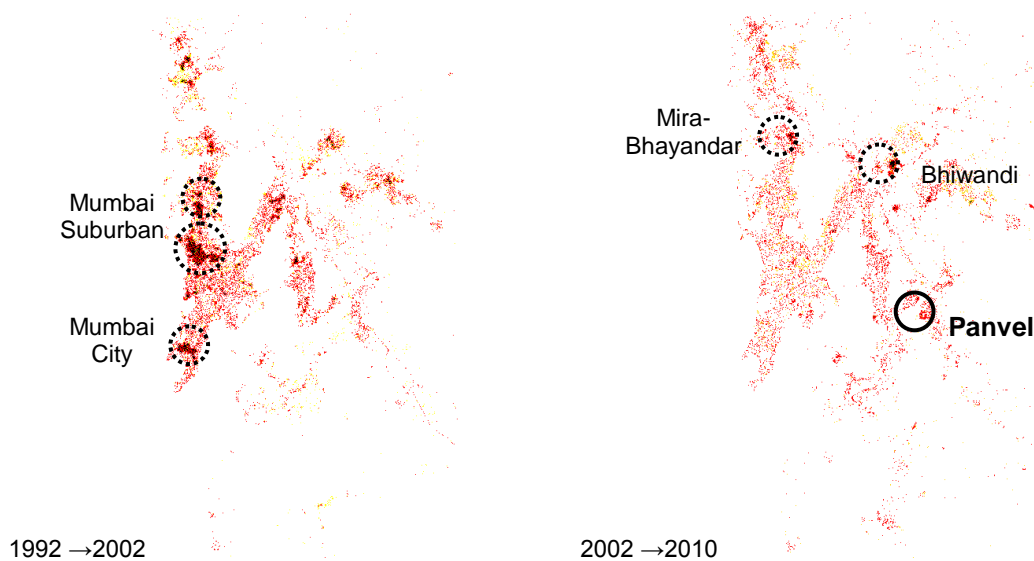 Mumbai
Suburban
Mumbai
City
1992 →2002
Mira-
Bhayandar
Bhiwandi
Panvel
2002 →2010